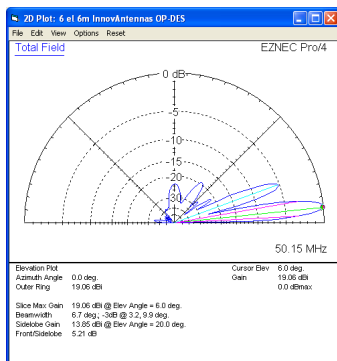 2D Plot: 6 el 6m InnovAntennas OP-DES
File Edit View Options Reset
Total Field
EZNEC Pro/4
0 dB
-5
-10
-15
-20
-30
50.15 MHz
Elevation Plot
Azimuth Angle 0.0 deg.
Outer Ring 19.06 dBi
Cursor Elev 6.0 deg.
Gain 19.06 dBi
0.0 dBmax
Slice Max Gain 19.06 dBi @ Elev Angle = 6.0 deg.
Beamwidth 6.7 deg.; -3dB @ 3.2, 9.9 deg.
Sidelobe Gain 13.85 dBi @ Elev Angle = 20.0 deg.
Front/Sidelobe 5.21 dB